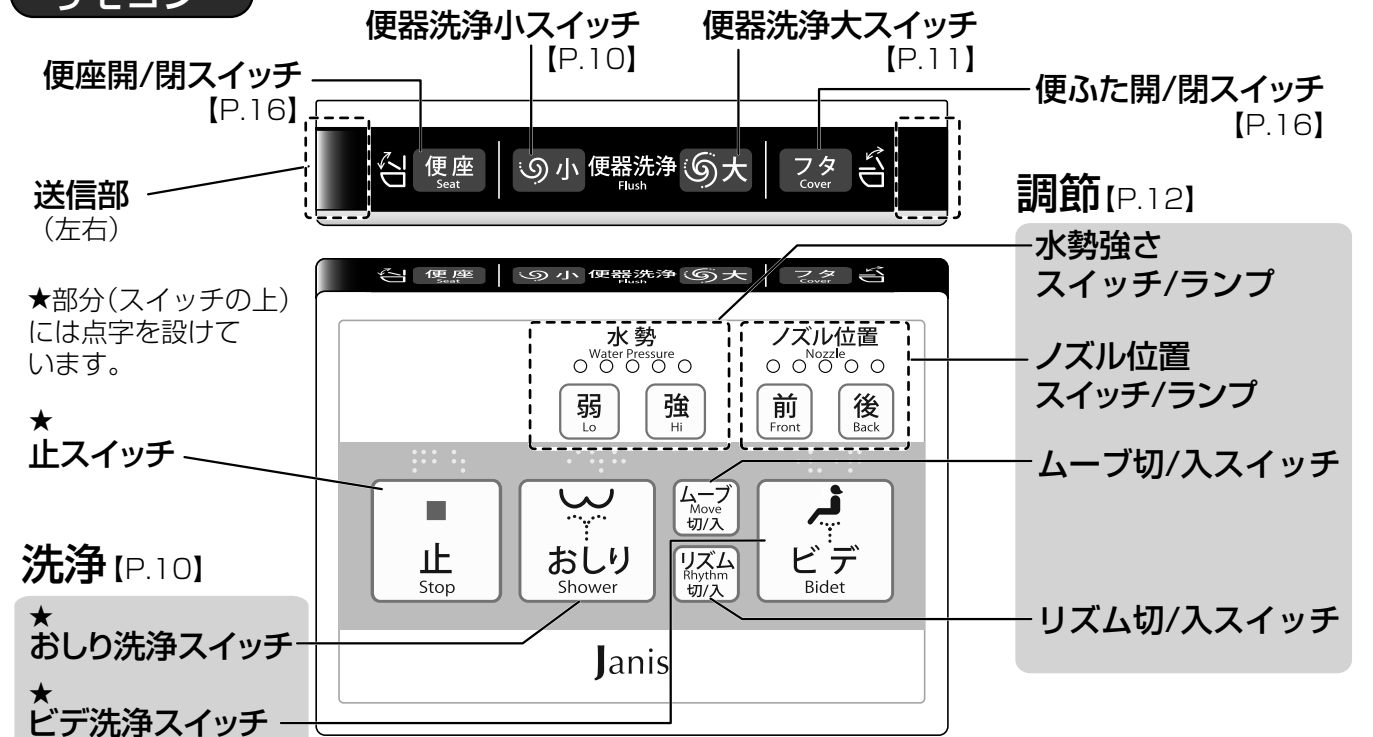 リモコン
便器洗浄小スイッチ
【P.10】
便器洗浄大スイッチ
【P.11】
便座開/閉スイッチ
【P.16】
便ふた開/閉スイッチ
【P.16】
便座
Seat
小
便器洗浄
Flush
大
フタ
Cover
送信部
（左右）
★部分（スイッチの上）
には点字を設けて
います。
★
止スイッチ
洗浄【P.10】
★
おしり洗浄スイッチ
★
ビデ洗浄スイッチ
便座
Seat
小
便器洗浄
Flush
大
フタ
Cover
水勢
Water Pressure
弱
Lo
強
Hi
ノズル位置
Nozzle
前
Front
後
Back
止
Stop
おしり
Shower
ムーブ
Move
切/入
リズム
Rhythm
切/入
ビデ
Bidet
Janis
調節【P.12】
水勢強さ
スイッチ/ランプ
ノズル位置
スイッチ/ランプ
ムーブ切/入スイッチ
リズム切/入スイッチ